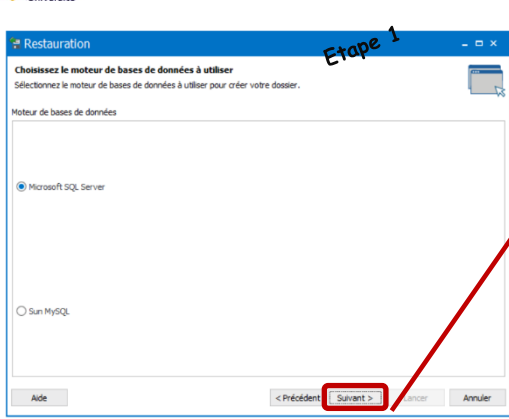 Restauration
Etape 1
Choisissez le moteur de bases de données à utiliser
Sélectionnez le moteur de bases de données à utiliser pour créer votre dossier.
Moteur de bases de données
Microsoft SQL Server
Sun MySQL
Aide < Précédent Suivant > Annuler